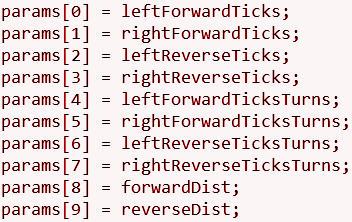 params[0] = leftForwardTicks;
params[1] = rightForwardTicks;
params[2] = leftReverseTicks;
params[3] = rightReverseTicks;
params[4] = leftForwardTicksTurns;
params[5] = rightForwardTicksTurns;
params[6] = leftReverseTicksTurns;
params[7] = rightReverseTicksTurns;
params[8] = forwardDist;
params[9] = reverseDist;